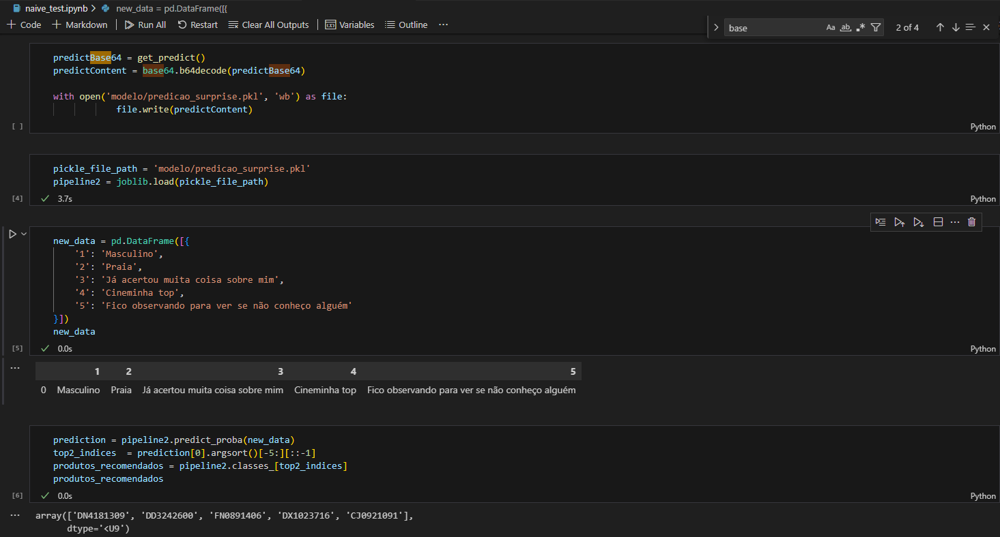 naive_test.ipynb > new_data = pd.DataFrame([{
+ Code + Markdown | Run All Restart Clear All Outputs | Variables Outline ...
base Aa ab .* 2 of 4
predictBase64 = get_predict()
predictContent = base64.b64decode(predictBase64)
with open('modelo/predicao_surprise.pkl', 'wb') as file:
file.write(predictContent)
[ ] Python
pickle_file_path = 'modelo/predicao_surprise.pkl'
pipeline2 = joblib.load(pickle_file_path)
[4] ✓ 3.7s Python
new_data = pd.DataFrame([{
'1': 'Masculino',
'2': 'Praia',
'3': 'Já acertou muita coisa sobre mim',
'4': 'Cineminha top',
'5': 'Fico observando para ver se não conheço alguém'
}])
new_data
[5] ✓ 0.0s Python
... 1 2 3 4 5
0 Masculino Praia Já acertou muita coisa sobre mim Cineminha top Fico observando para ver se não conheço alguém
prediction = pipeline2.predict_proba(new_data)
top2_indices  = prediction[0].argsort()[-5:][::-1]
produtos_recomendados = pipeline2.classes_[top2_indices]
produtos_recomendados
[6] ✓ 0.0s Python
... array(['DN4181309', 'DD3242600', 'FN0891406', 'DX1023716', 'CJ0921091'],
dtype='<U9')